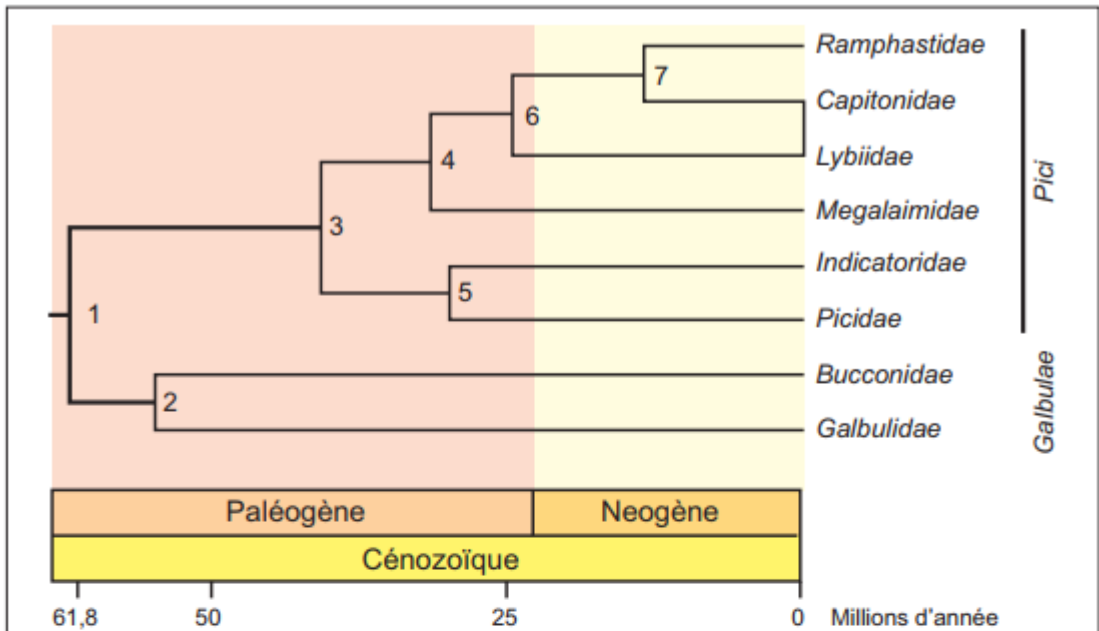 Ramphastidae
7
Capitonidae
6
Lybiidae
4
Pici
Megalaimidae
3
Indicatoridae
5
Picidae
1
Bucconidae
2
Galbulae
Galbulidae
Paléogène
Neogène
Cénozoïque
61,8 50 25 0 Millions d'année